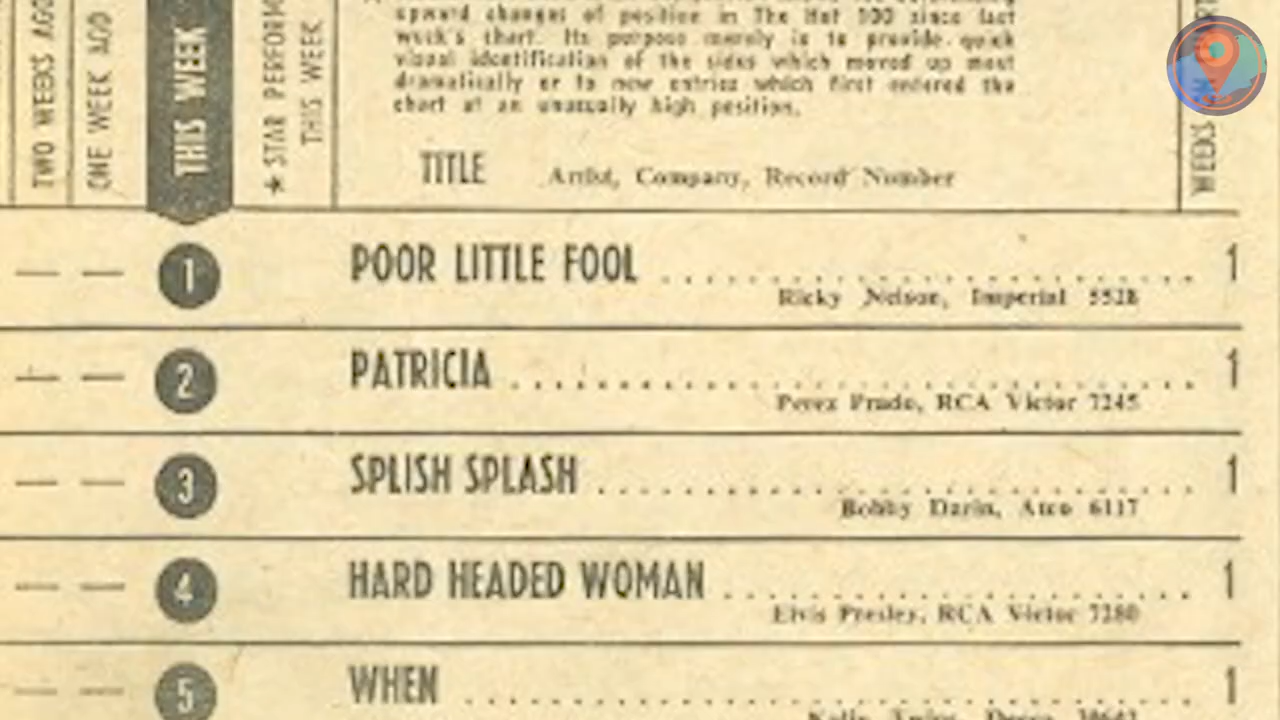 TWO WEEKS AGO
ONE WEEK AGO
THIS WEEK
★ STAR PERFORM
THIS WEEK
upward changes of position in The Hot 100 since last
week's chart. Its purpose merely is to provide quick
visual identification of the sides which moved up most
dramatically or to new entries which first entered the
chart at an unusually high position.
WEEKS
TITLE Artist, Company, Record Number
— — 1 POOR LITTLE FOOL . . . . . . . . . . . . . . . . . . . . . . . . 1
Ricky Nelson, Imperial 5528
— — 2 PATRICIA . . . . . . . . . . . . . . . . . . . . . . . . . . . . . . . . 1
Perez Prado, RCA Victor 7245
— — 3 SPLISH SPLASH . . . . . . . . . . . . . . . . . . . . . . . . . . . 1
Bobby Darin, Atco 6117
— — 4 HARD HEADED WOMAN . . . . . . . . . . . . . . . . . . . . . 1
Elvis Presley, RCA Victor 7280
— — 5 WHEN . . . . . . . . . . . . . . . . . . . . . . . . . . . . . . . . . . 1
Kalin Twins, Decca 30642